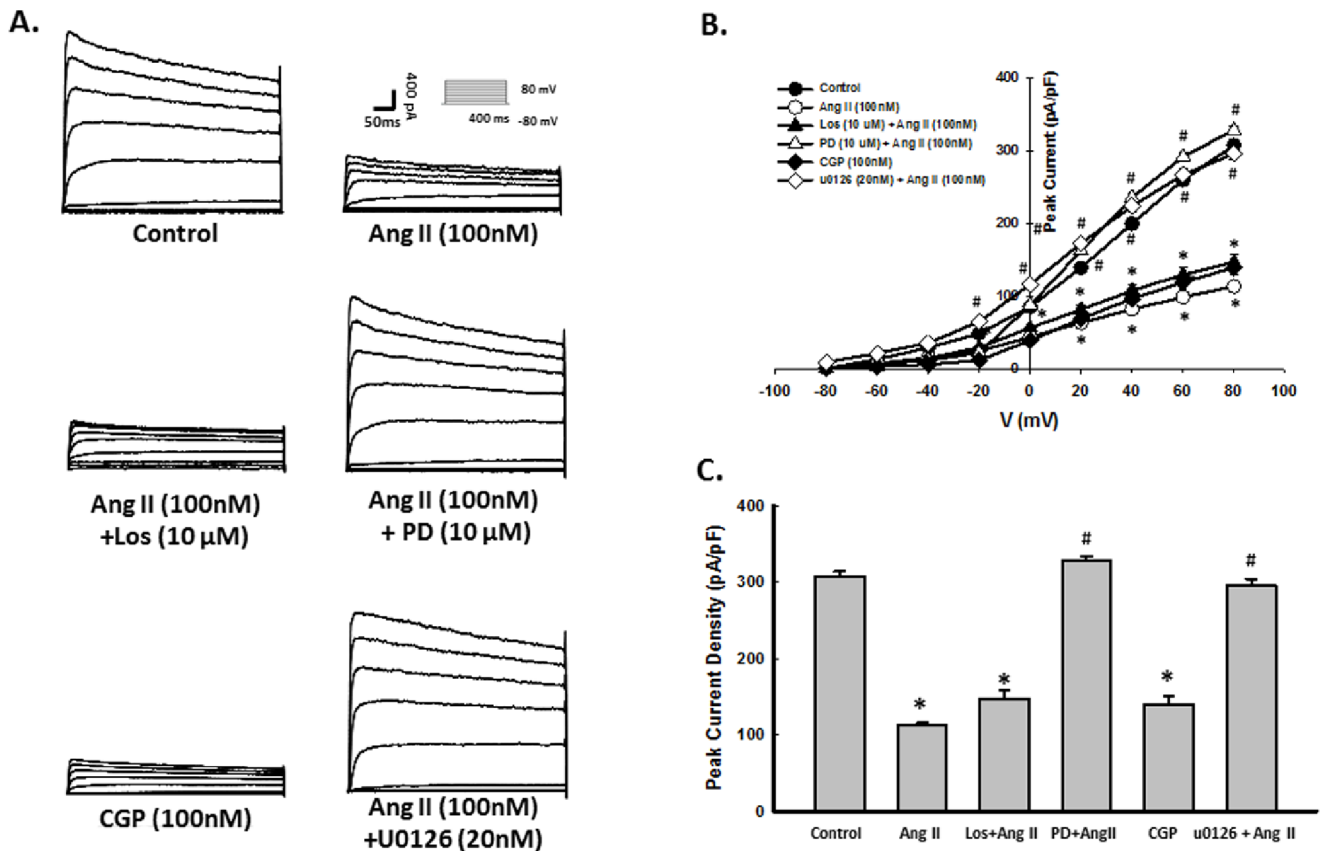 A.
400 pA
50ms
80 mV
400 ms
-80 mV
Control
Ang II (100nM)
Ang II (100nM)
+Los (10 µM)
Ang II (100nM)
+ PD (10 µM)
CGP (100nM)
Ang II (100nM)
+U0126 (20nM)
B.
Control
Ang II (100nM)
Los (10 uM) + Ang II (100nM)
PD (10 uM) + Ang II (100nM)
CGP (100nM)
u0126 (20nM) + Ang II (100nM)
Peak Current (pA/pF)
400
300
200
100
0
# # # # # # # # # # # #
* * * * * * * * *
-100 -80 -60 -40 -20 0 20 40 60 80 100
V (mV)
C.
Peak Current Density (pA/pF)
400
300
200
100
0
* * # * #
Control Ang II Los+Ang II PD+AngII CGP u0126 + Ang II